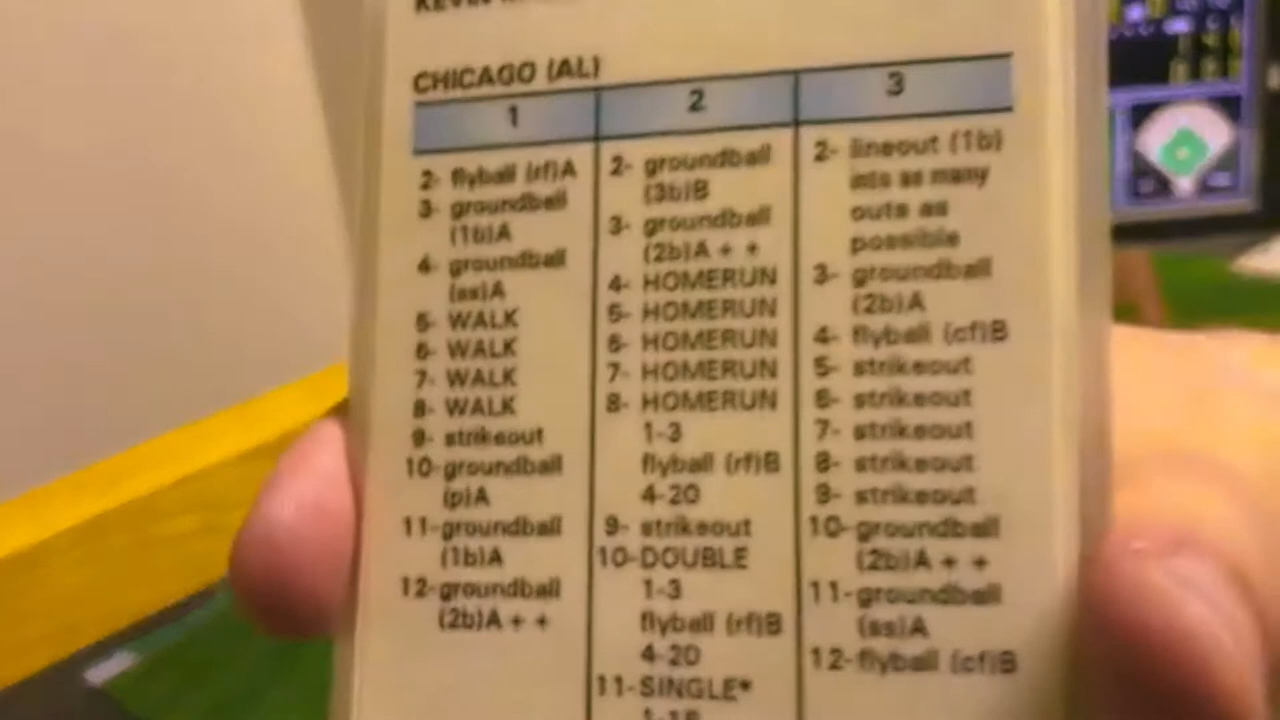 KEVIN
CHICAGO (AL)
1
2- flyball (rf)A
3- groundball
(1b)A
4- groundball
(ss)A
5- WALK
6- WALK
7- WALK
8- WALK
9- strikeout
10-groundball
(p)A
11-groundball
(1b)A
12-groundball
(2b)A + +
2
2- groundball
(3b)B
3- groundball
(2b)A + +
4- HOMERUN
5- HOMERUN
6- HOMERUN
7- HOMERUN
8- HOMERUN
1-3
flyball (rf)B
4-20
9- strikeout
10-DOUBLE
1-3
flyball (rf)B
4-20
11-SINGLE*
3
2- lineout (1b)
into as many
outs as
possible
3- groundball
(2b)A
4- flyball (cf)B
5- strikeout
6- strikeout
7- strikeout
8- strikeout
9- strikeout
10-groundball
(2b)A + +
11-groundball
(ss)A
12-flyball (cf)B